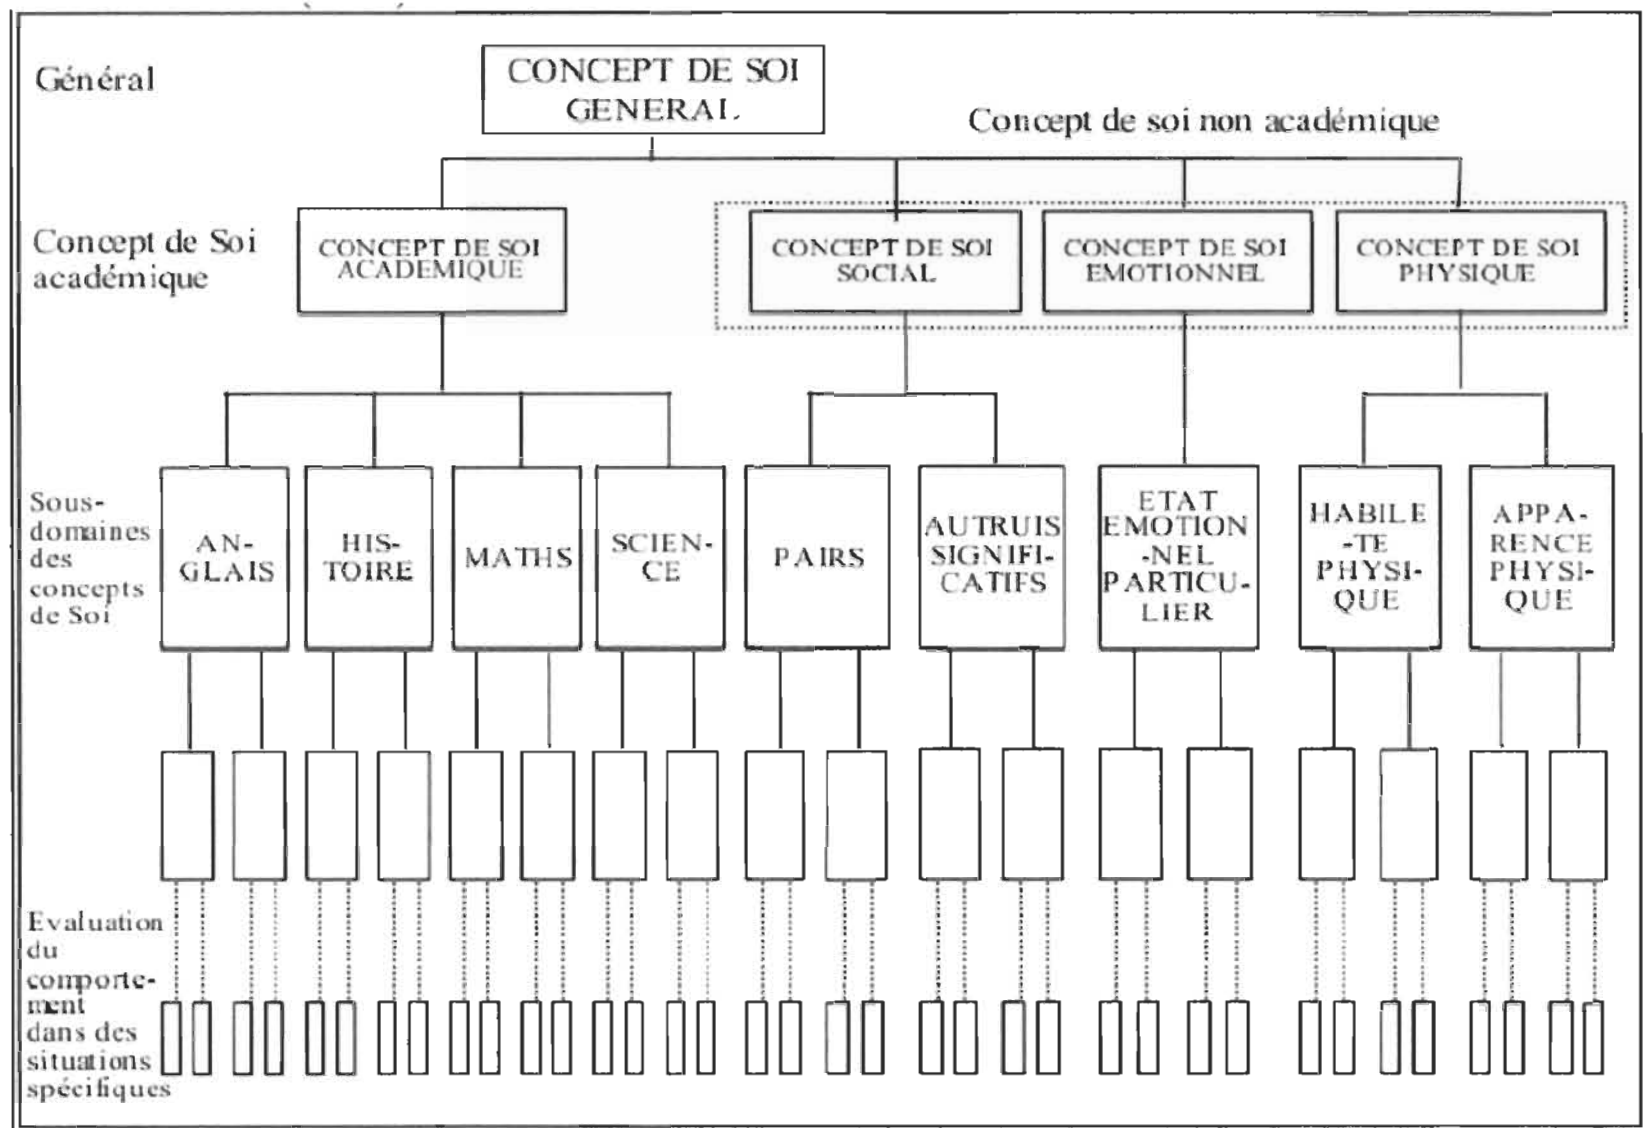 Général
CONCEPT DE SOI
GENERAL
Concept de soi non académique
Concept de Soi
académique
CONCEPT DE SOI
ACADEMIQUE
CONCEPT DE SOI
SOCIAL
CONCEPT DE SOI
EMOTIONNEL
CONCEPT DE SOI
PHYSIQUE
Sous-
domaines
des
concepts
de Soi
AN-
GLAIS
HIS-
TOIRE
MATHS
SCIEN-
CE
PAIRS
AUTRUIS
SIGNIFI-
CATIFS
ETAT
EMOTION
-NEL
PARTICU-
LIER
HABILE
-TE
PHYSI-
QUE
APPA-
RENCE
PHYSI-
QUE
Evaluation
du
comporte-
ment
dans des
situations
spécifiques